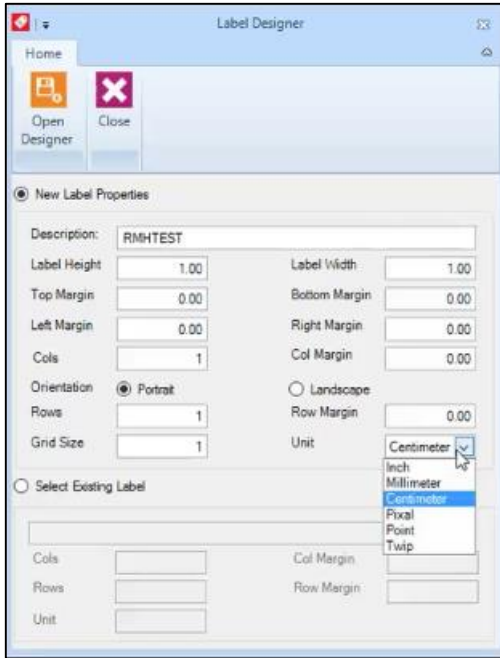 Label Designer
Home
Open Designer
Close
New Label Properties
Description: RMHTEST
Label Height 1.00 Label Width 1.00
Top Margin 0.00 Bottom Margin 0.00
Left Margin 0.00 Right Margin 0.00
Cols 1 Col Margin 0.00
Orientation Portrait Landscape
Rows 1 Row Margin 0.00
Grid Size 1 Unit Centimeter
Inch
Millimeter
Centimeter
Pixal
Point
Twip
Select Existing Label
Cols Col Margin
Rows Row Margin
Unit